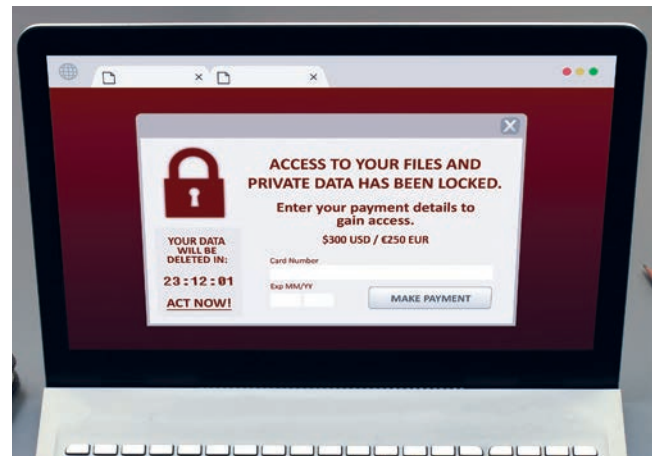 ACCESS TO YOUR FILES AND
PRIVATE DATA HAS BEEN LOCKED.
Enter your payment details to
gain access.
$300 USD / €250 EUR
YOUR DATA
WILL BE
DELETED IN:
23:12:01
ACT NOW!
Card Number
Exp MM/YY
MAKE PAYMENT